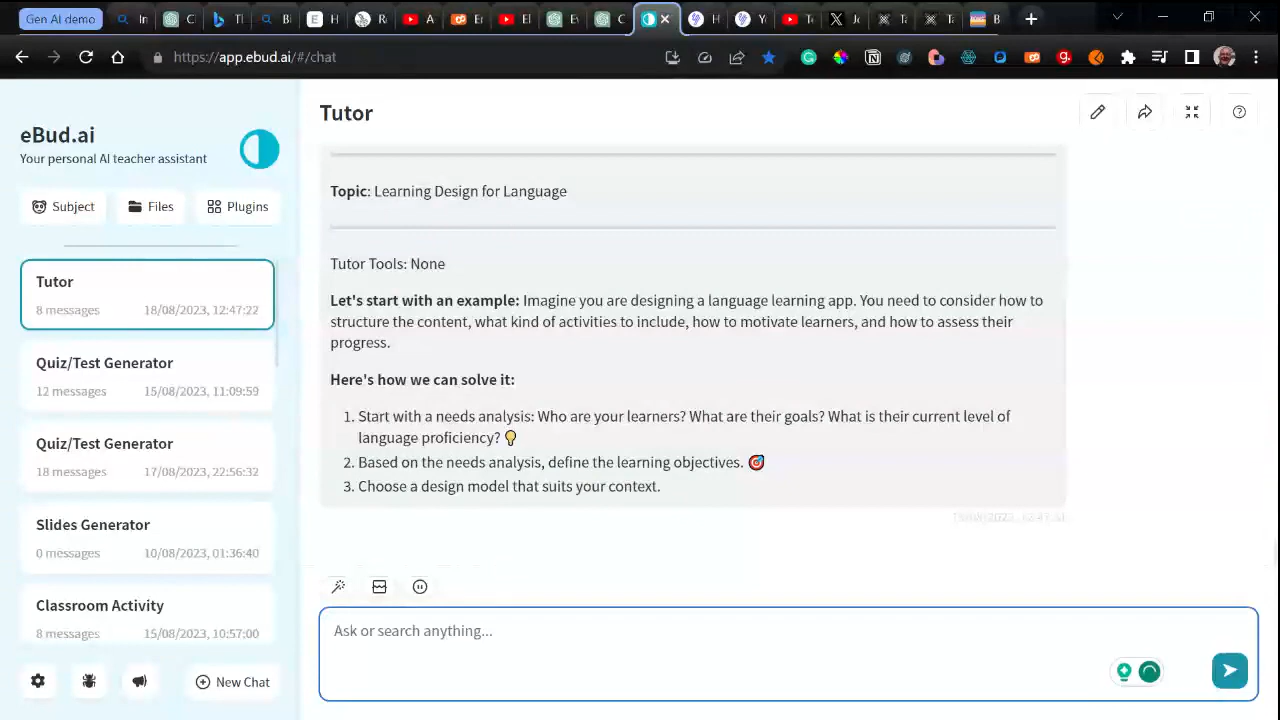 Gen AI demo
https://app.ebud.ai/#/chat
eBud.ai
Your personal AI teacher assistant
Subject
Files
Plugins
Tutor
8 messages 18/08/2023, 12:47:22
Quiz/Test Generator
12 messages 15/08/2023, 11:09:59
Quiz/Test Generator
18 messages 17/08/2023, 22:56:32
Slides Generator
0 messages 10/08/2023, 01:36:40
Classroom Activity
8 messages 15/08/2023, 10:57:00
New Chat
Tutor
Topic: Learning Design for Language
Tutor Tools: None
Let's start with an example: Imagine you are designing a language learning app. You need to consider how to
structure the content, what kind of activities to include, how to motivate learners, and how to assess their
progress.
Here's how we can solve it:
1. Start with a needs analysis: Who are your learners? What are their goals? What is their current level of
language proficiency? 💡
2. Based on the needs analysis, define the learning objectives. 🎯
3. Choose a design model that suits your context.
Ask or search anything...